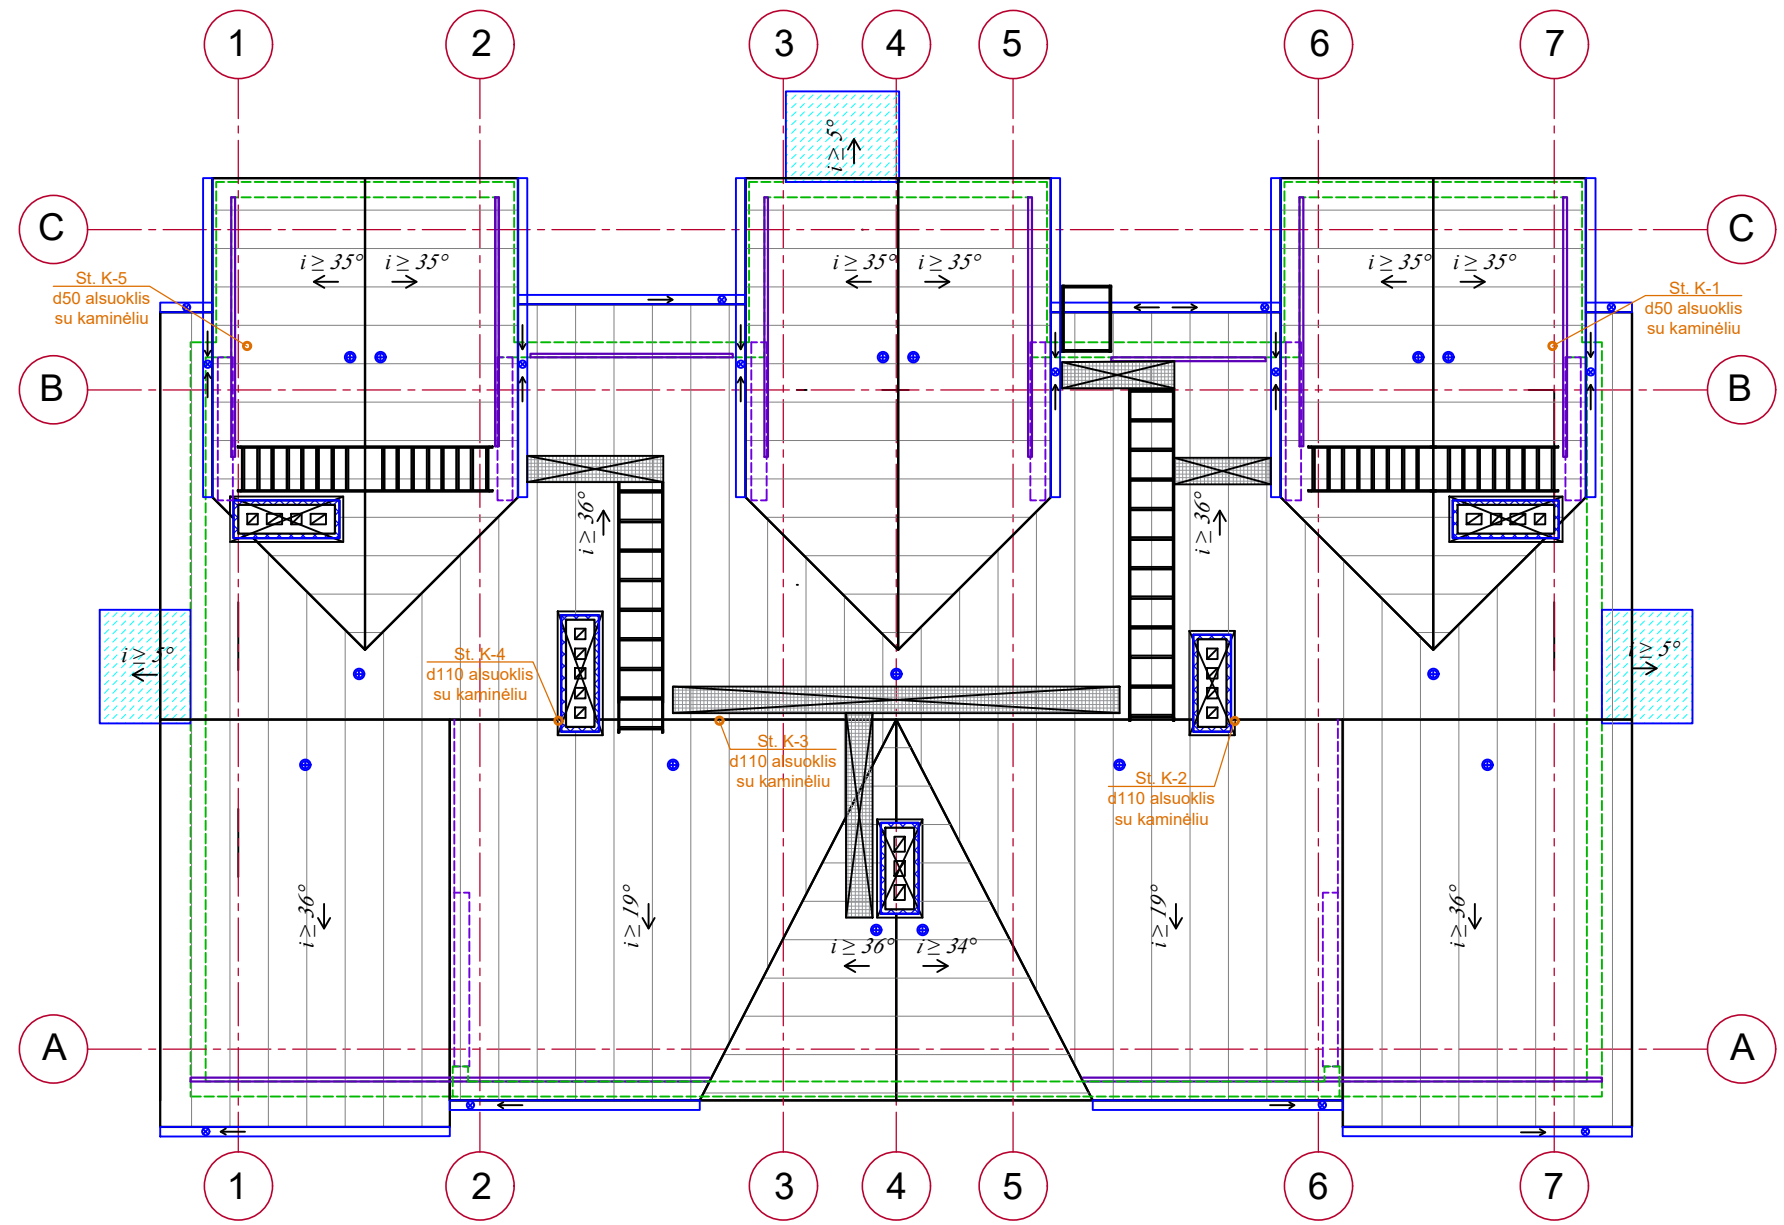 1 2 3 4 5 6 7
i ≥ 5°
C C
i ≥ 35° i ≥ 35° i ≥ 35° i ≥ 35° i ≥ 35° i ≥ 35°
St. K-5
d50 alsuoklis
su kaminėliu
St. K-1
d50 alsuoklis
su kaminėliu
B B
i ≥ 36° i ≥ 36°
i ≥ 5° i ≥ 5°
St. K-4
d110 alsuoklis
su kaminėliu
St. K-3
d110 alsuoklis
su kaminėliu
St. K-2
d110 alsuoklis
su kaminėliu
i ≥ 36° i ≥ 19° i ≥ 36° i ≥ 34° i ≥ 19° i ≥ 36°
A A
1 2 3 4 5 6 7